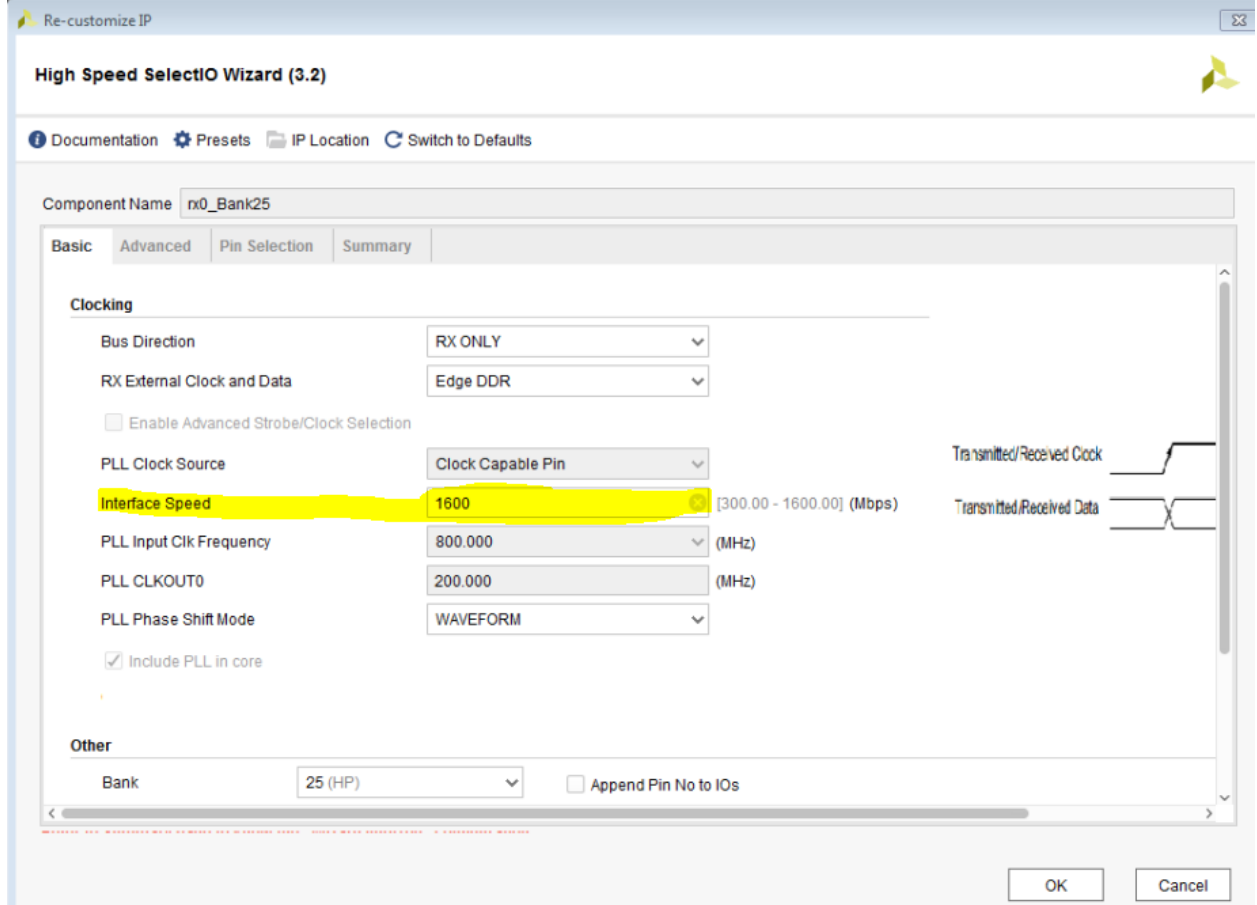 Re-customize IP
High Speed SelectIO Wizard (3.2)
Documentation Presets IP Location Switch to Defaults
Component Name rx0_Bank25
Basic Advanced Pin Selection Summary
Clocking
Bus Direction RX ONLY
RX External Clock and Data Edge DDR
Enable Advanced Strobe/Clock Selection
PLL Clock Source Clock Capable Pin
Transmitted/Received Clock
Interface Speed 1600 [300.00 - 1600.00] (Mbps)
Transmitted/Received Data
PLL Input Clk Frequency 800.000 (MHz)
PLL CLKOUT0 200.000 (MHz)
PLL Phase Shift Mode WAVEFORM
Include PLL in core
Other
Bank 25 (HP) Append Pin No to IOs
OK Cancel